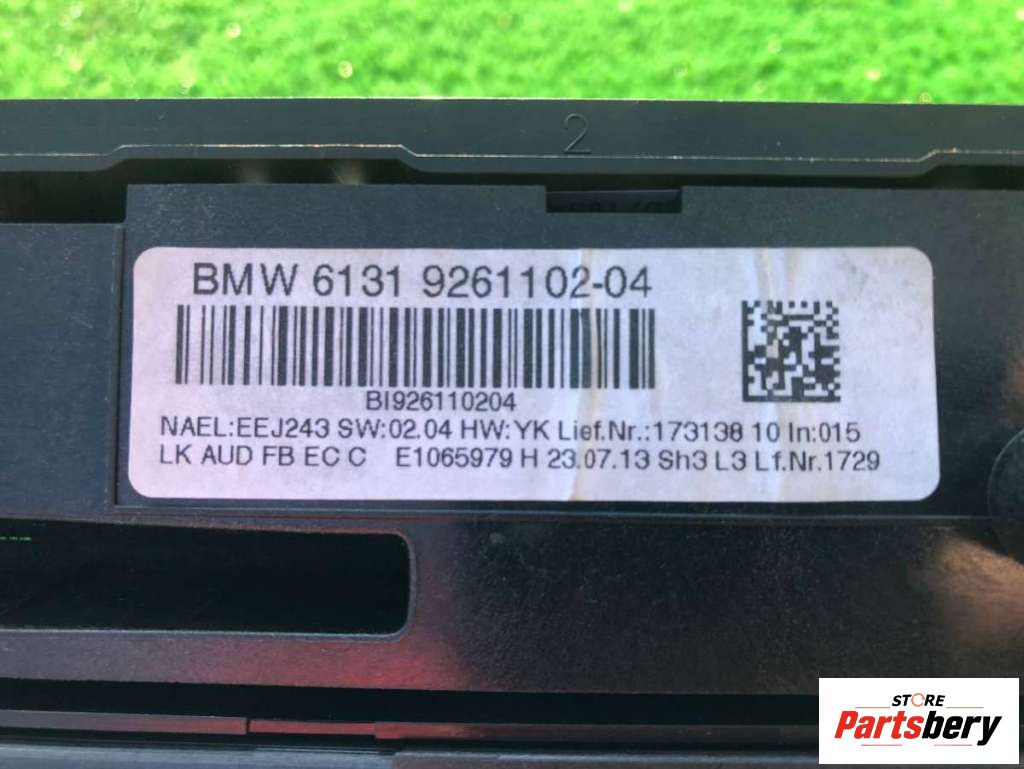 2
BMW 6131 9261102-04
BI926110204
NAEL:EEJ243 SW:02.04 HW:YK Lief.Nr.:173138 10 In:015
LK AUD FB EC C E1065979 H 23.07.13 Sh3 L3 Lf.Nr.1729
STORE
Partsbery